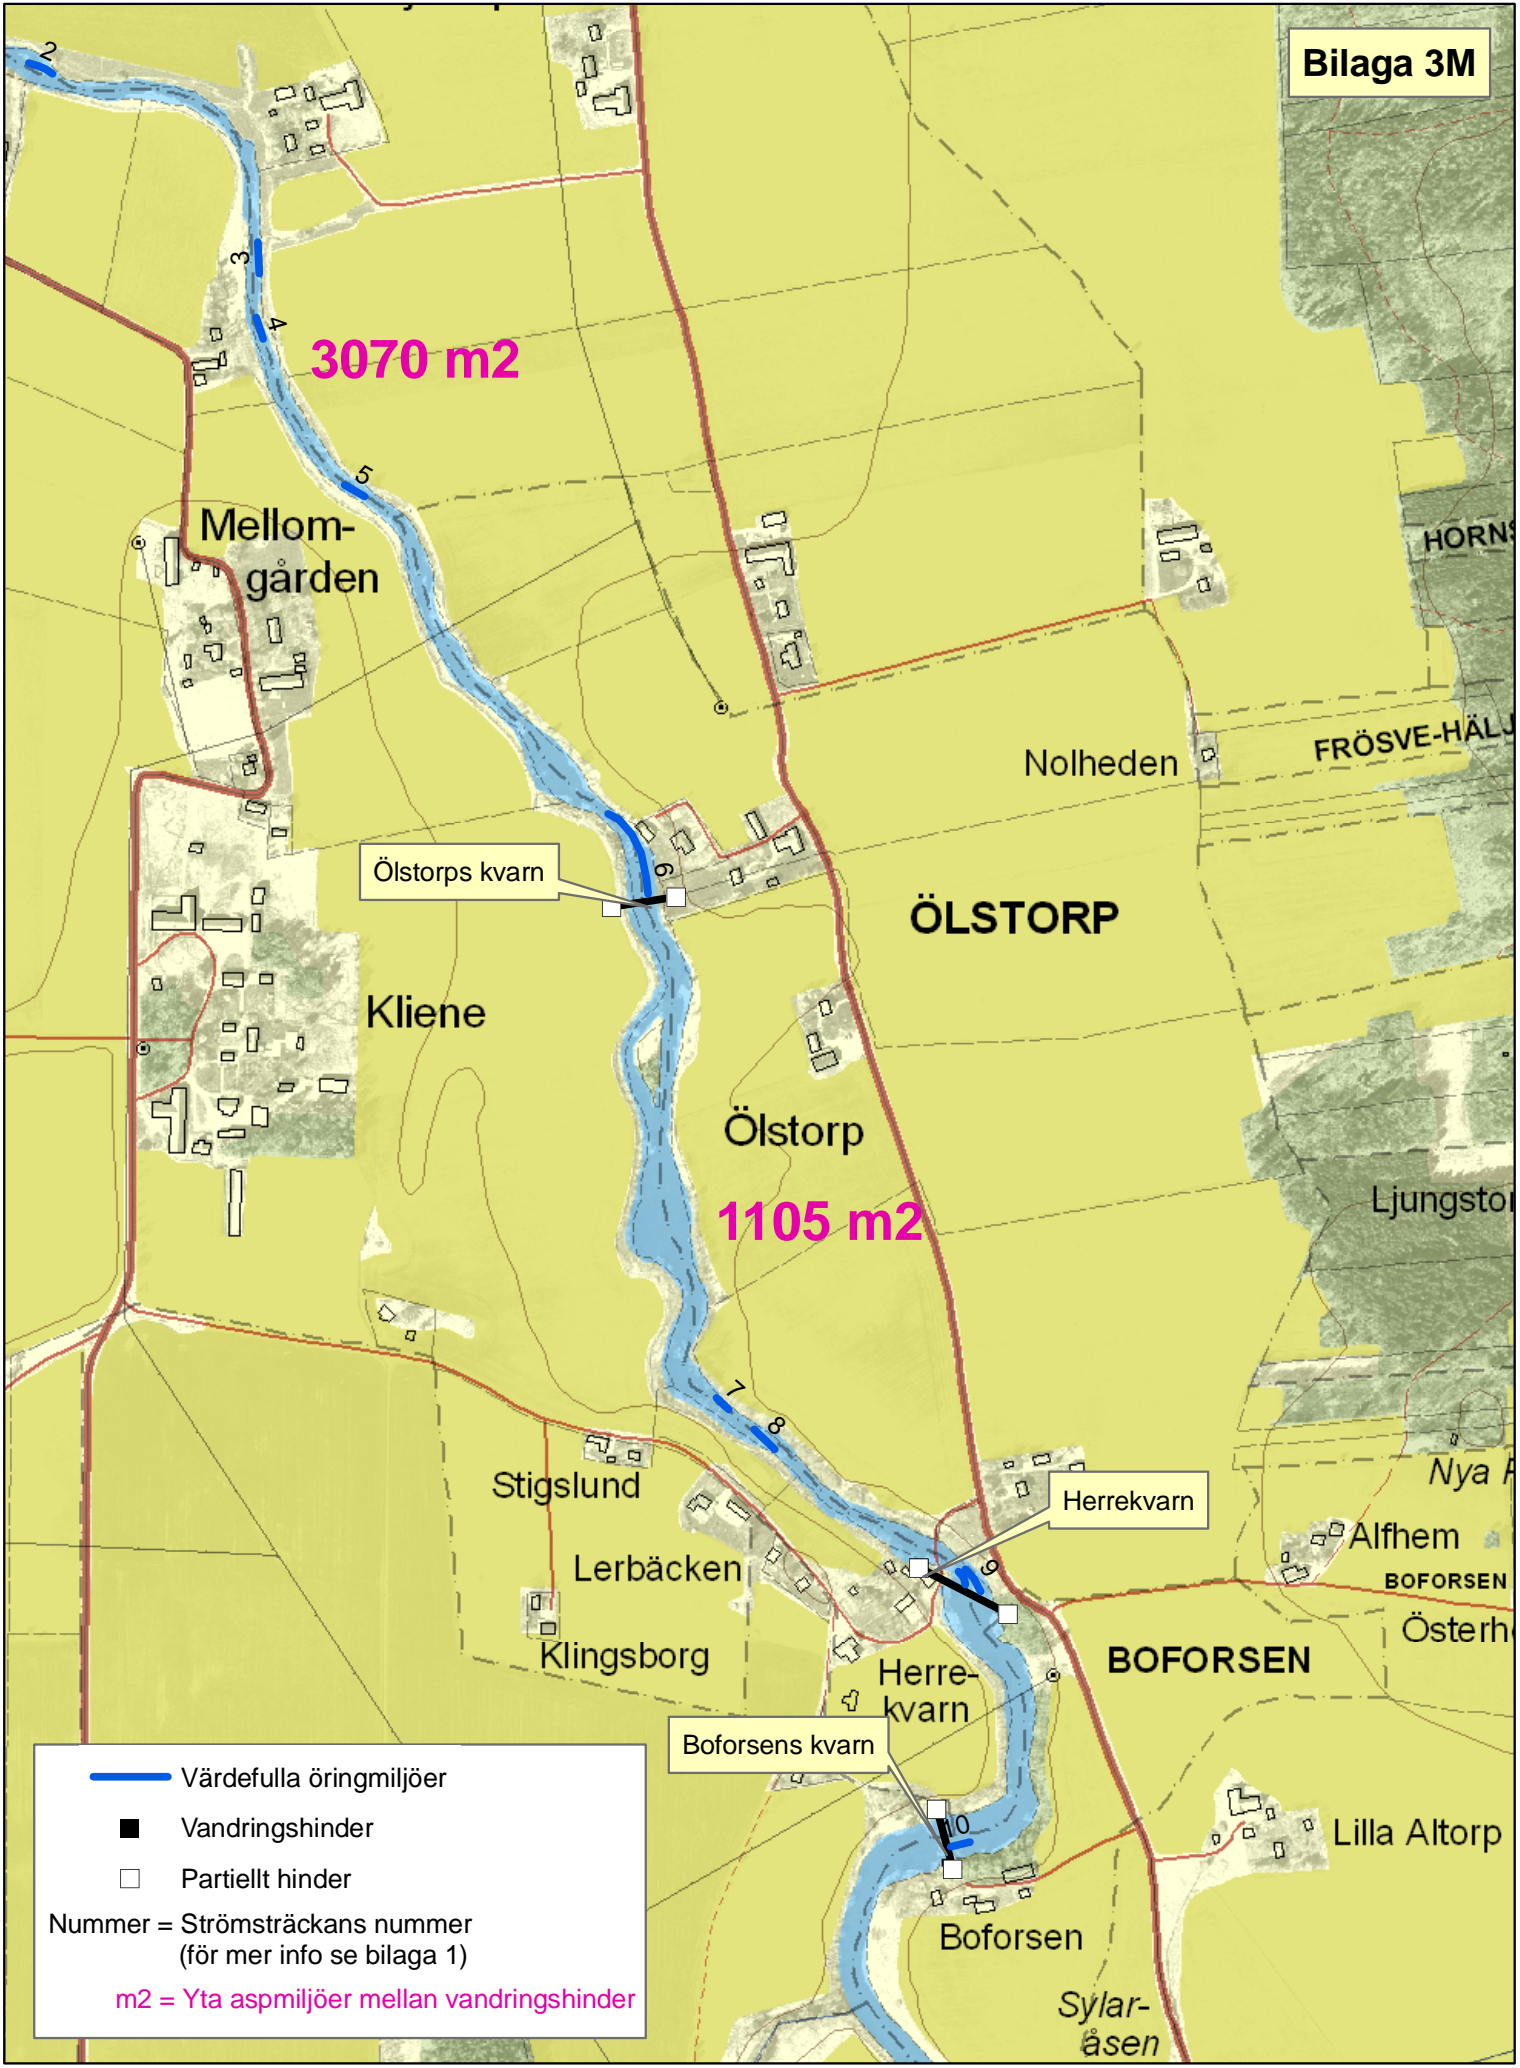 Bilaga 3M
2
3
4
3070 m2
5
Mellom-
gården
HORNS
Nolheden
FRÖSVE-HÄLJ
Ölstorps kvarn
6
ÖLSTORP
Kliene
Ölstorp
1105 m2
Ljungstor
7
8
Stigslund
Nya
Herrekvarn
Alfhem
Lerbäcken
9
BOFORSEN
Österh
Klingsborg
BOFORSEN
Herre-
kvarn
Boforsens kvarn
10
Lilla Altorp
Boforsen
Sylar-
åsen
Värdefulla öringmiljöer
Vandringshinder
Partiellt hinder
Nummer = Strömsträckans nummer
(för mer info se bilaga 1)
m2 = Yta aspmiljöer mellan vandringshinder